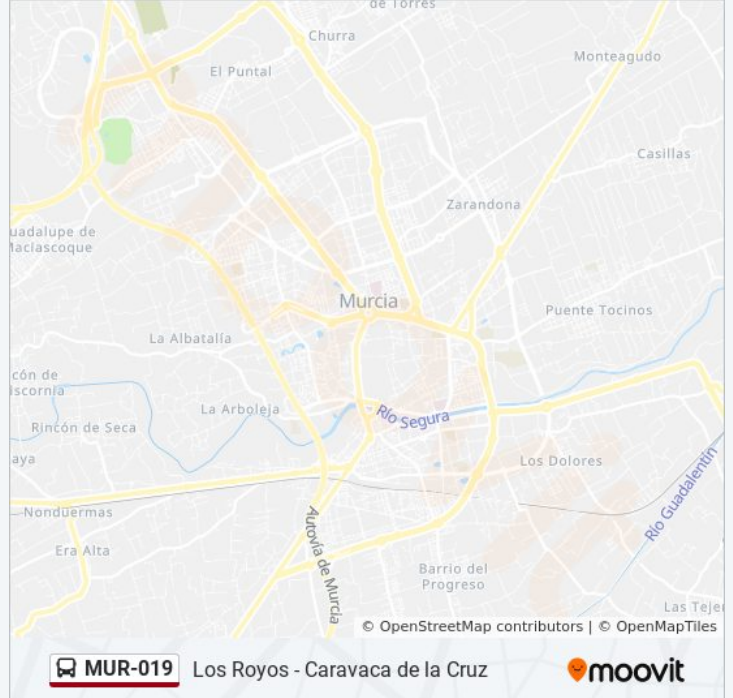 de Torres
Churra
Monteagudo
El Puntal
Casillas
Zarandona
uadalupe de
Maciascoque
Murcia
Puente Tocinos
La Albatalía
cón de
iscornia
La Arboleja
Río Segura
Rincón de Seca
aya
Los Dolores
Río Guadalentín
Nonduermas
Autovía de Murcia
Era Alta
Barrio del
Progreso
Las Tejer
© OpenStreetMap contributors | © OpenMapTiles
MUR-019 Los Royos - Caravaca de la Cruz moovit